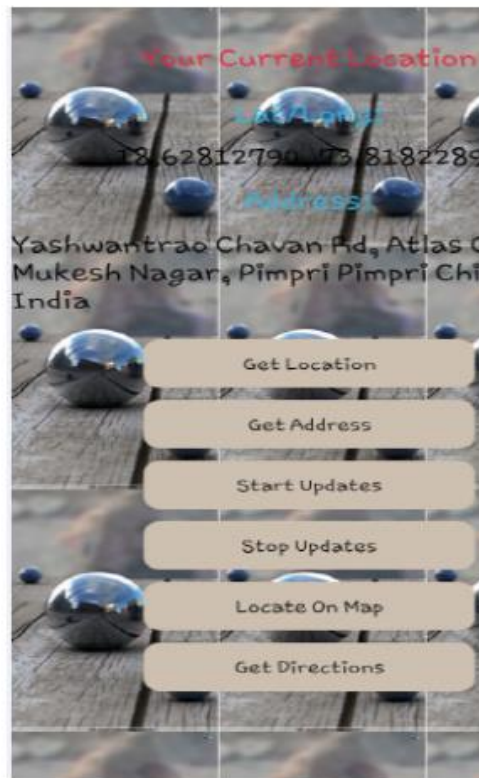 Your Current Location
Lat/Long:
18.62812790, 73.8182289
Address:
Yashwantrao Chavan Rd, Atlas C
Mukesh Nagar, Pimpri Pimpri Chi
India
Get Location
Get Address
Start Updates
Stop Updates
Locate On Map
Get Directions